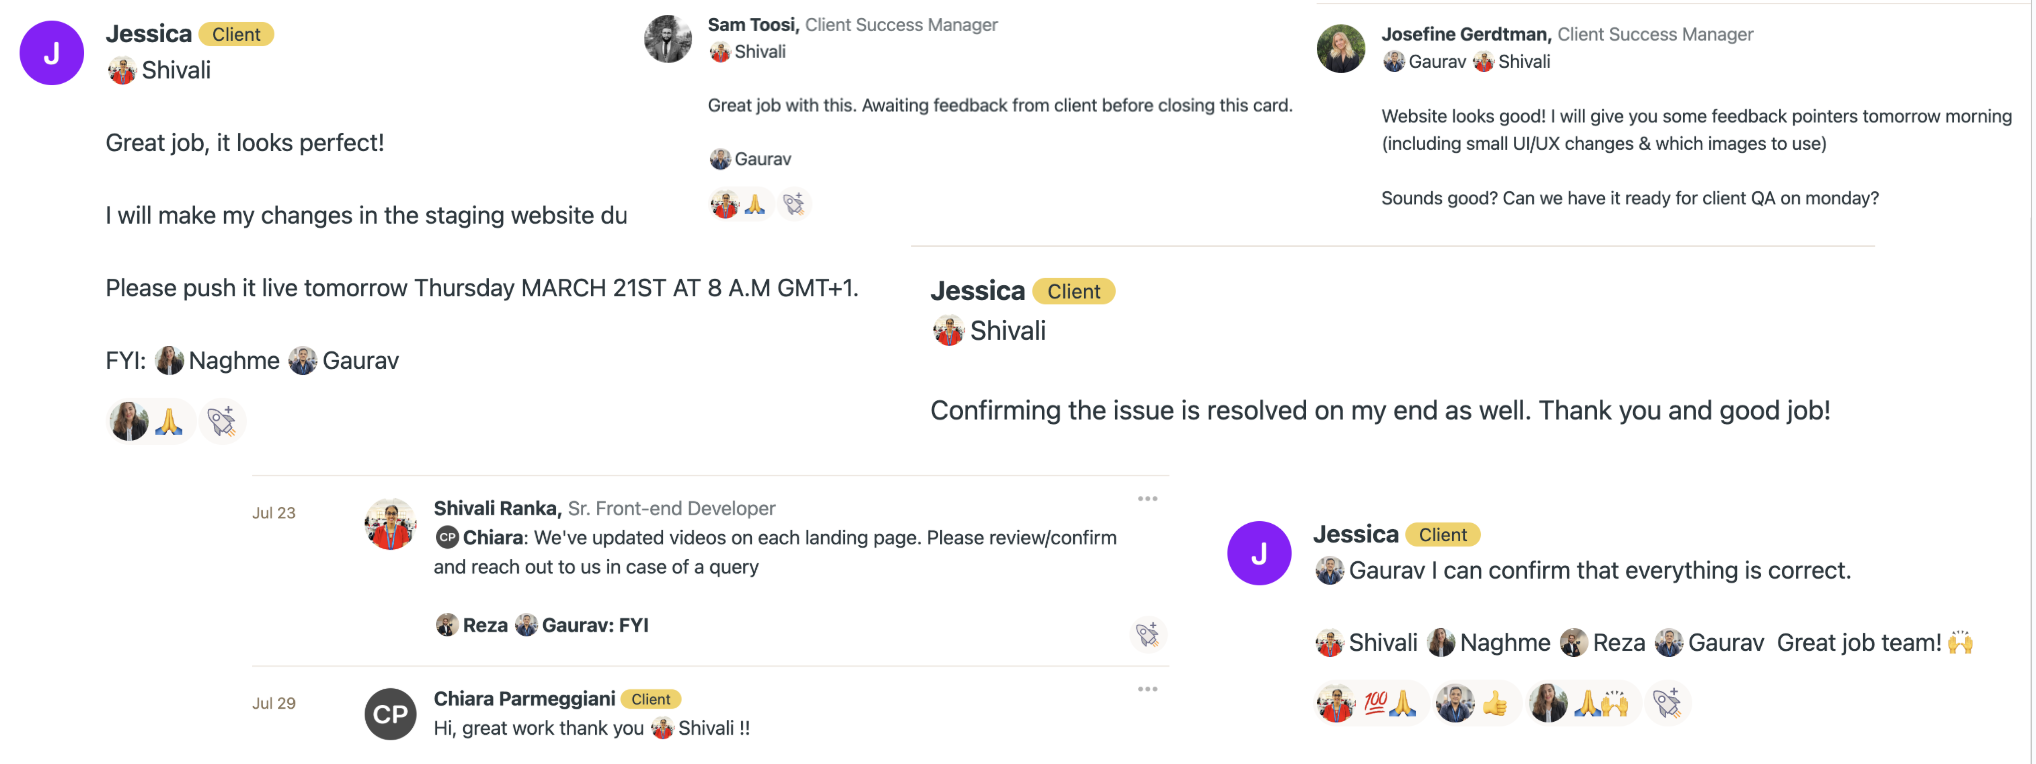 J
Jessica Client
Shivali
Great job, it looks perfect!
I will make my changes in the staging website du
Please push it live tomorrow Thursday MARCH 21ST AT 8 A.M GMT+1.
FYI: Naghme Gaurav
Sam Toosi, Client Success Manager
Shivali
Great job with this. Awaiting feedback from client before closing this card.
Gaurav
Josefine Gerdtman, Client Success Manager
Gaurav Shivali
Website looks good! I will give you some feedback pointers tomorrow morning
(including small UI/UX changes & which images to use)
Sounds good? Can we have it ready for client QA on monday?
Jessica Client
Shivali
Confirming the issue is resolved on my end as well. Thank you and good job!
Jul 23
Shivali Ranka, Sr. Front-end Developer
CP Chiara: We've updated videos on each landing page. Please review/confirm
and reach out to us in case of a query
Reza Gaurav: FYI
Jul 29
CP
Chiara Parmeggiani Client
Hi, great work thank you Shivali !!
J
Jessica Client
Gaurav I can confirm that everything is correct.
Shivali Naghme Reza Gaurav Great job team! 🙌
💯🙏 👍 🙏🙌